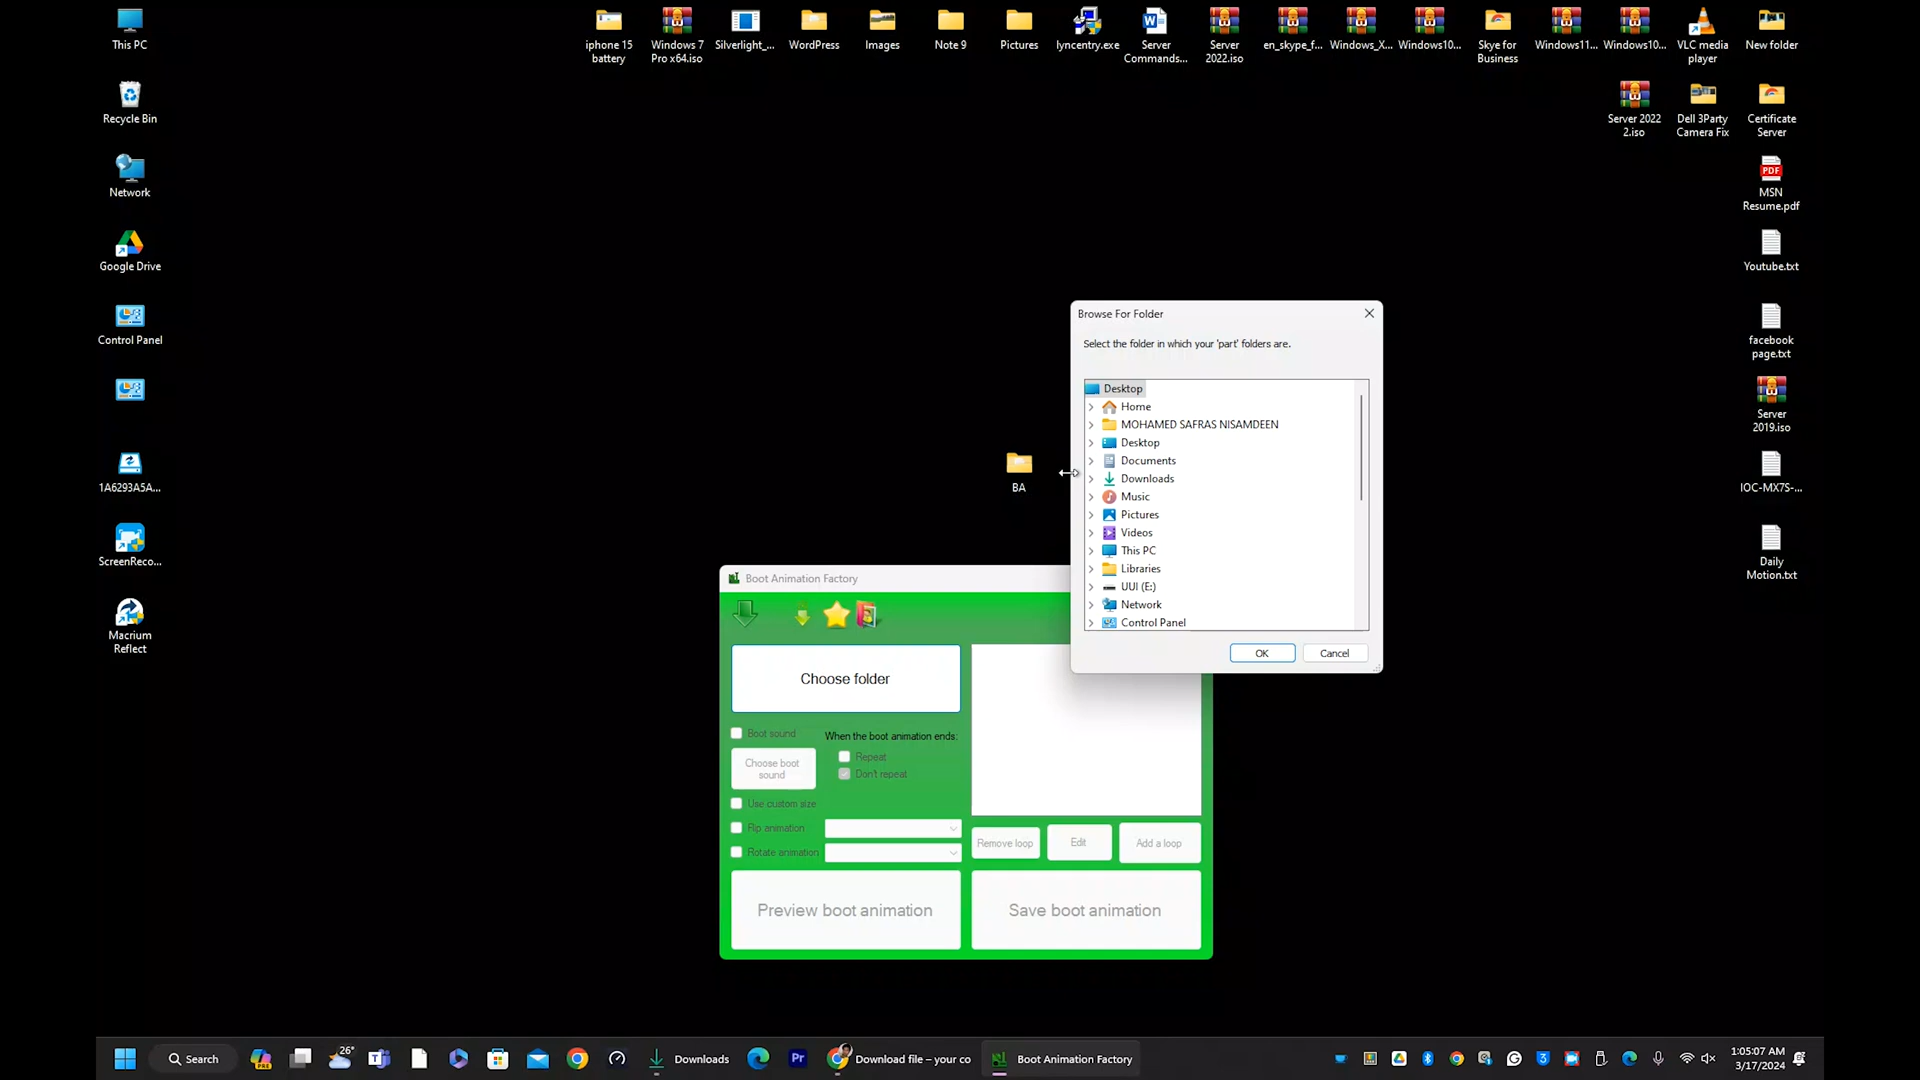 This PC
iphone 15
battery
Windows 7
Pro x64.iso
Silverlight_...
WordPress
Images
Note 9
Pictures
lyncentry.exe
Server
Commands...
Server
2022.iso
en_skype_f...
Windows_X...
Windows10...
Skye for
Business
Windows11...
Windows10...
VLC media
player
New folder
Recycle Bin
Server 2022
2.iso
Dell 3Party
Camera Fix
Certificate
Server
Network
PDF
MSN
Resume.pdf
Google Drive
Youtube.txt
Control Panel
facebook
page.txt
Server
2019.iso
1A6293A5A...
IOC-MX7S-...
ScreenReco...
Daily
Motion.txt
Macrium
Reflect
BA
Browse For Folder
Select the folder in which your 'part' folders are.
Desktop
Home
MOHAMED SAFRAS NISAMDEEN
Desktop
Documents
Downloads
Music
Pictures
Videos
This PC
Libraries
UUI (E:)
Network
Control Panel
OK
Cancel
Boot Animation Factory
Choose folder
Boot sound
When the boot animation ends:
Choose boot
sound
Repeat
Don't repeat
Use custom size
Flip animation
Rotate animation
Remove loop
Edit
Add a loop
Preview boot animation
Save boot animation
Search
PRE
26°
Downloads
Pr
Download file – your co
Boot Animation Factory
1:05:07 AM
3/17/2024